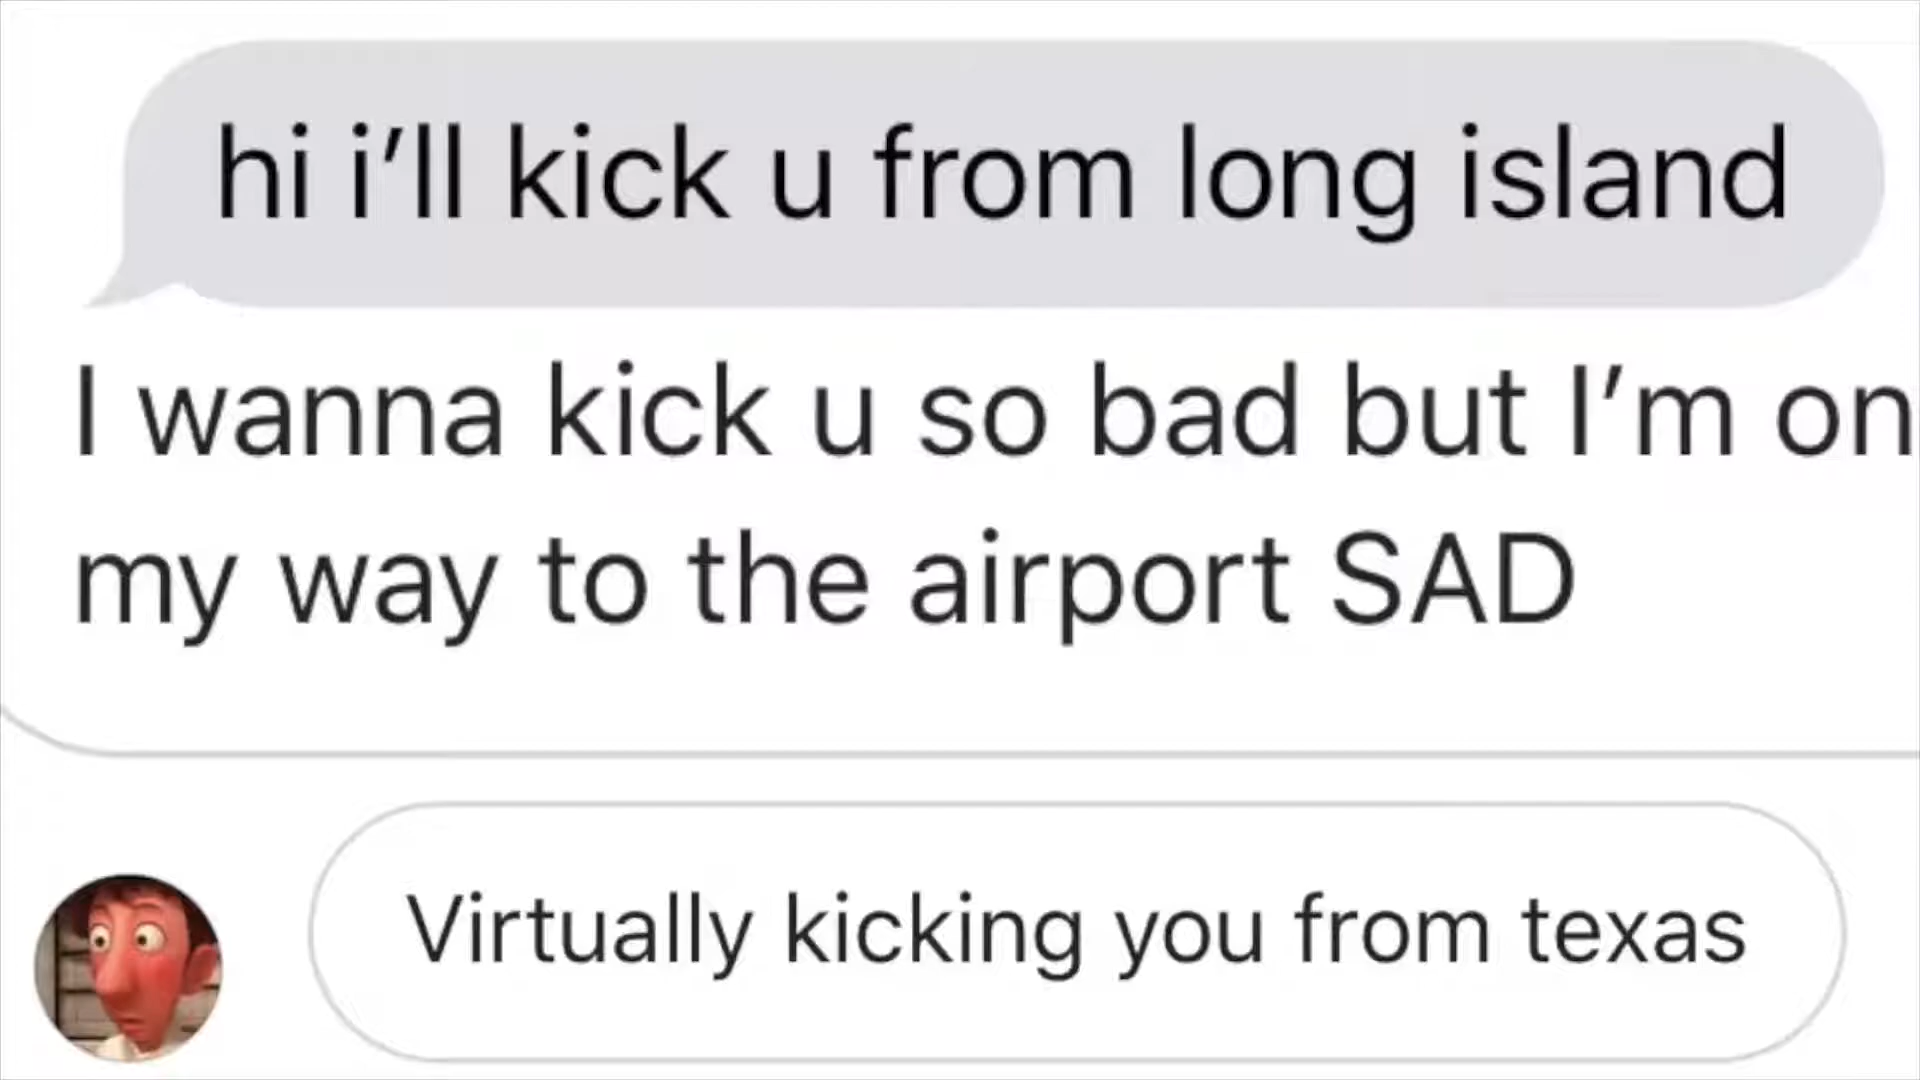 hi i’ll kick u from long island
I wanna kick u so bad but I’m on
my way to the airport SAD
Virtually kicking you from texas